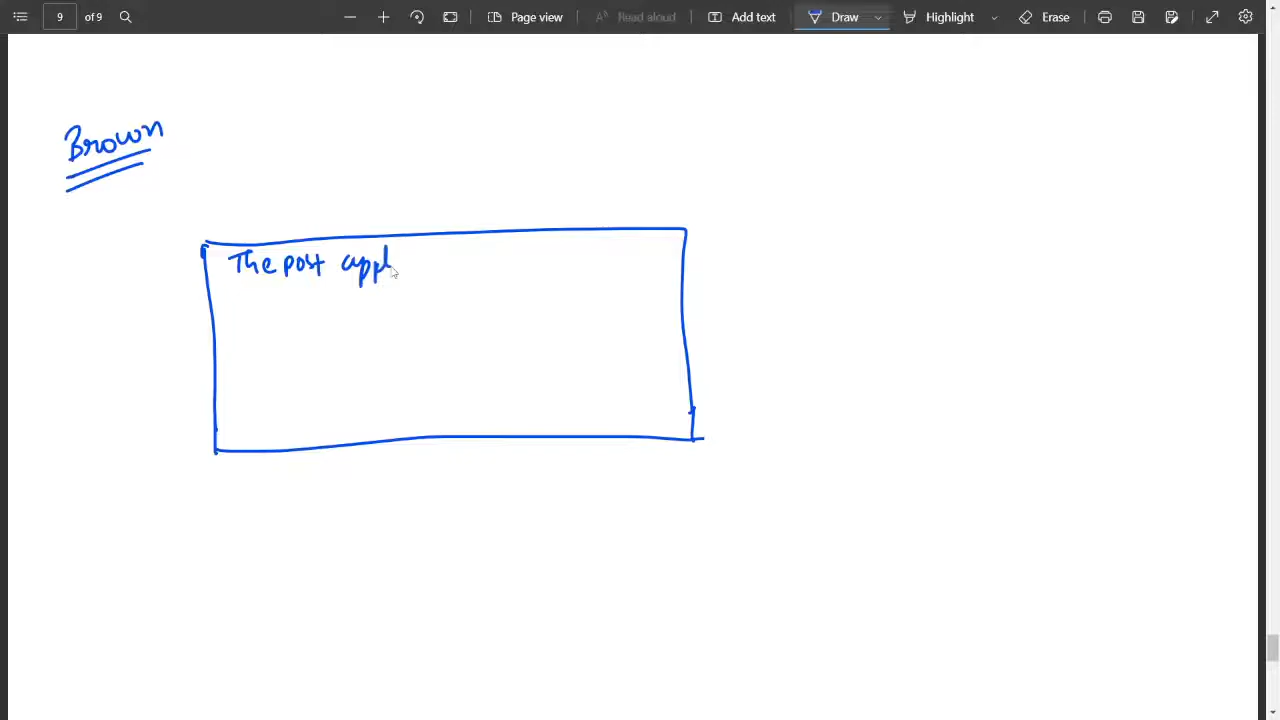 9 of 9 Page view Read aloud Add text Draw Highlight Erase
Brown
The post appl